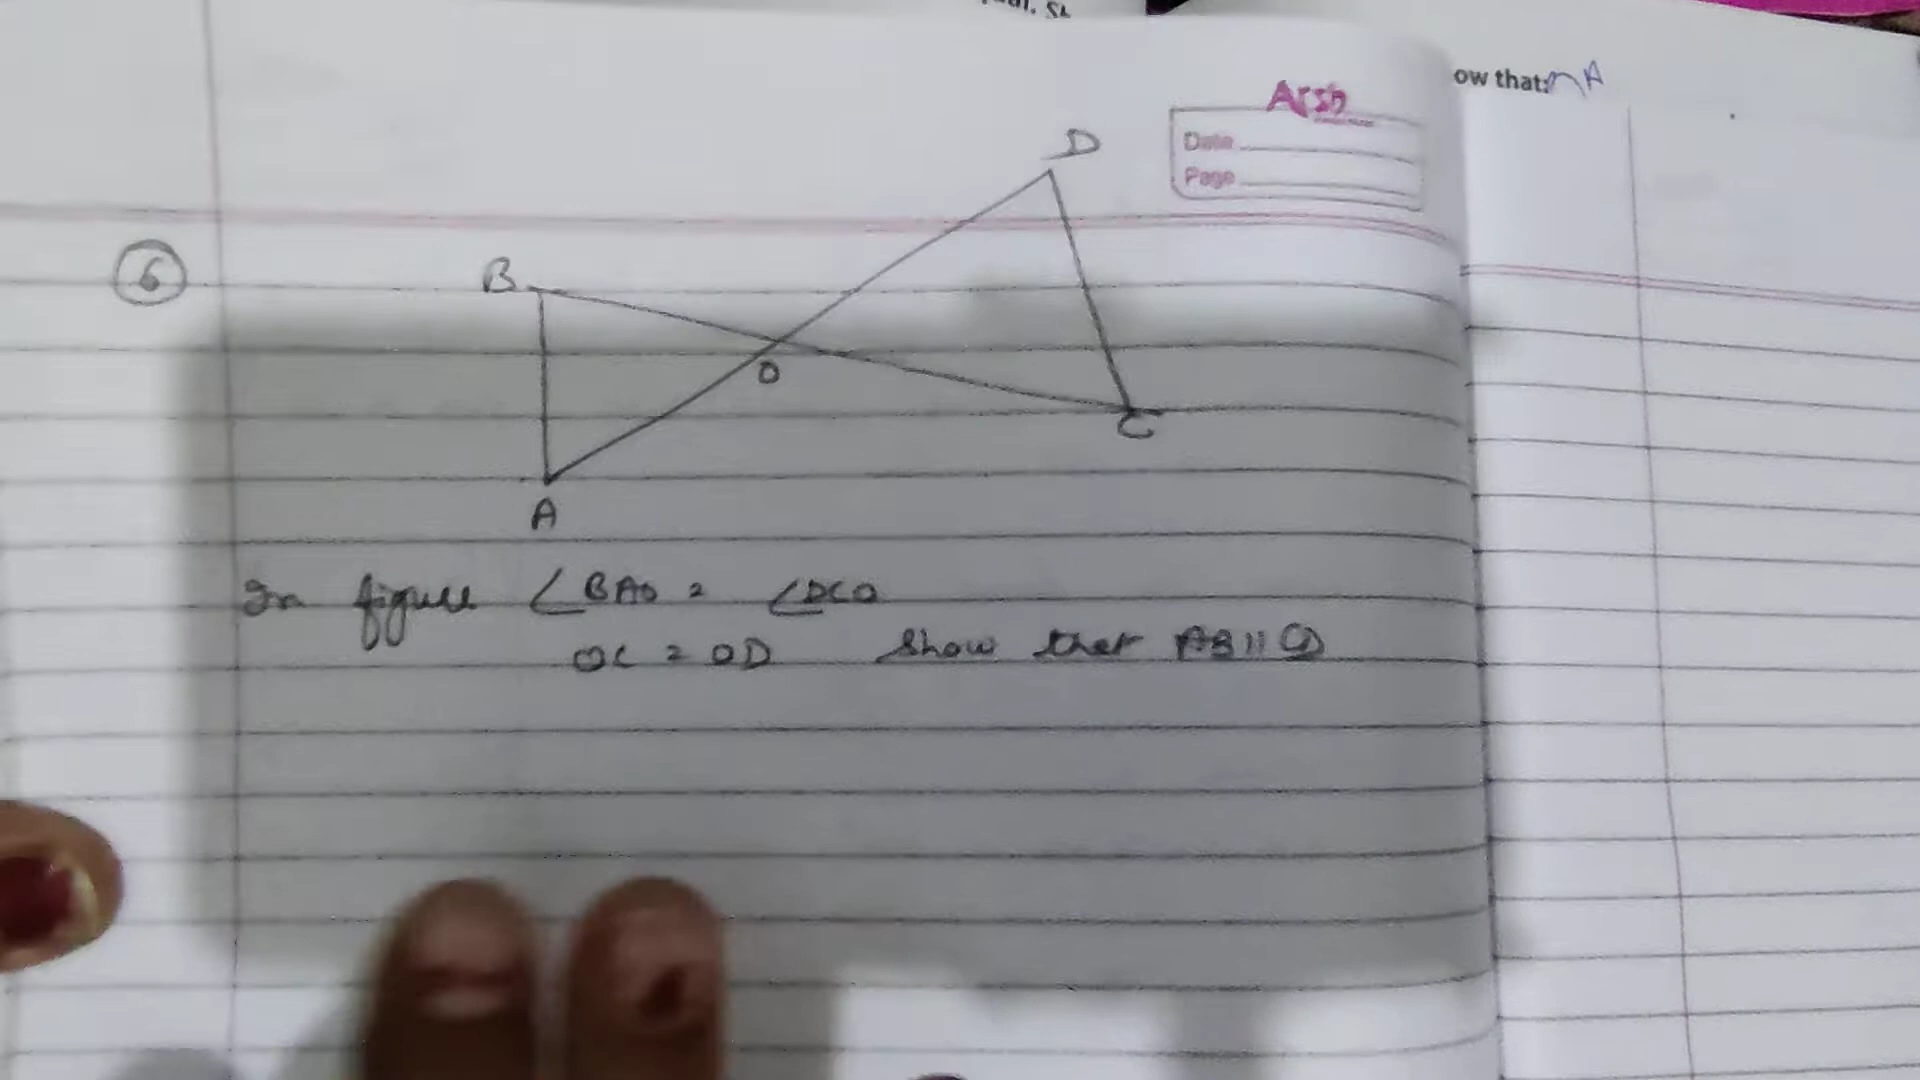 ow that:
Arsh
Date
Page
D
6
B
O
C
A
In figure ∠BAO = ∠DCO
OC = OD Show that AB || CD